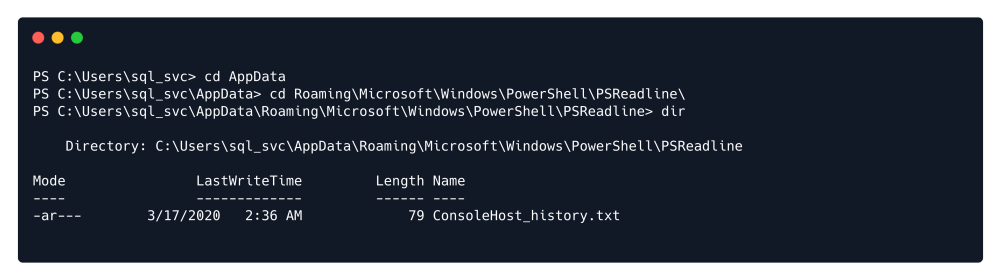 PS C:\Users\sql_svc> cd AppData
PS C:\Users\sql_svc\AppData> cd Roaming\Microsoft\Windows\PowerShell\PSReadline\
PS C:\Users\sql_svc\AppData\Roaming\Microsoft\Windows\PowerShell\PSReadline> dir
    Directory: C:\Users\sql_svc\AppData\Roaming\Microsoft\Windows\PowerShell\PSReadline
Mode                LastWriteTime         Length Name
----                -------------         ------ ----
-ar---        3/17/2020   2:36 AM             79 ConsoleHost_history.txt